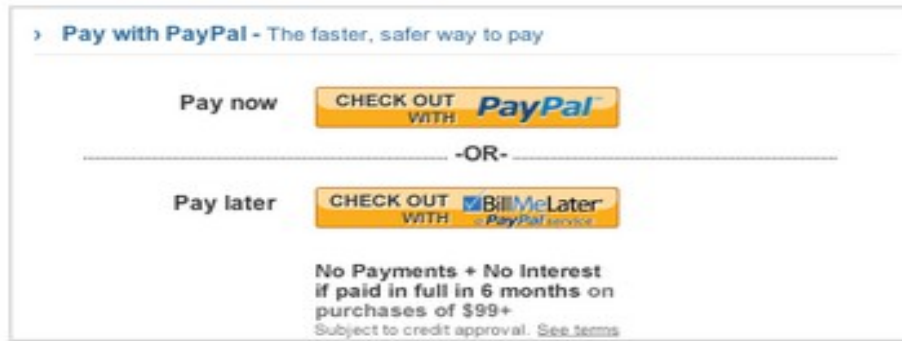 › Pay with PayPal - The faster, safer way to pay
Pay now
CHECK OUT
WITH PayPal™
-OR-
Pay later
CHECK OUT
WITH BillMeLater®
a PayPal service
No Payments + No Interest
if paid in full in 6 months on
purchases of $99+
Subject to credit approval. See terms